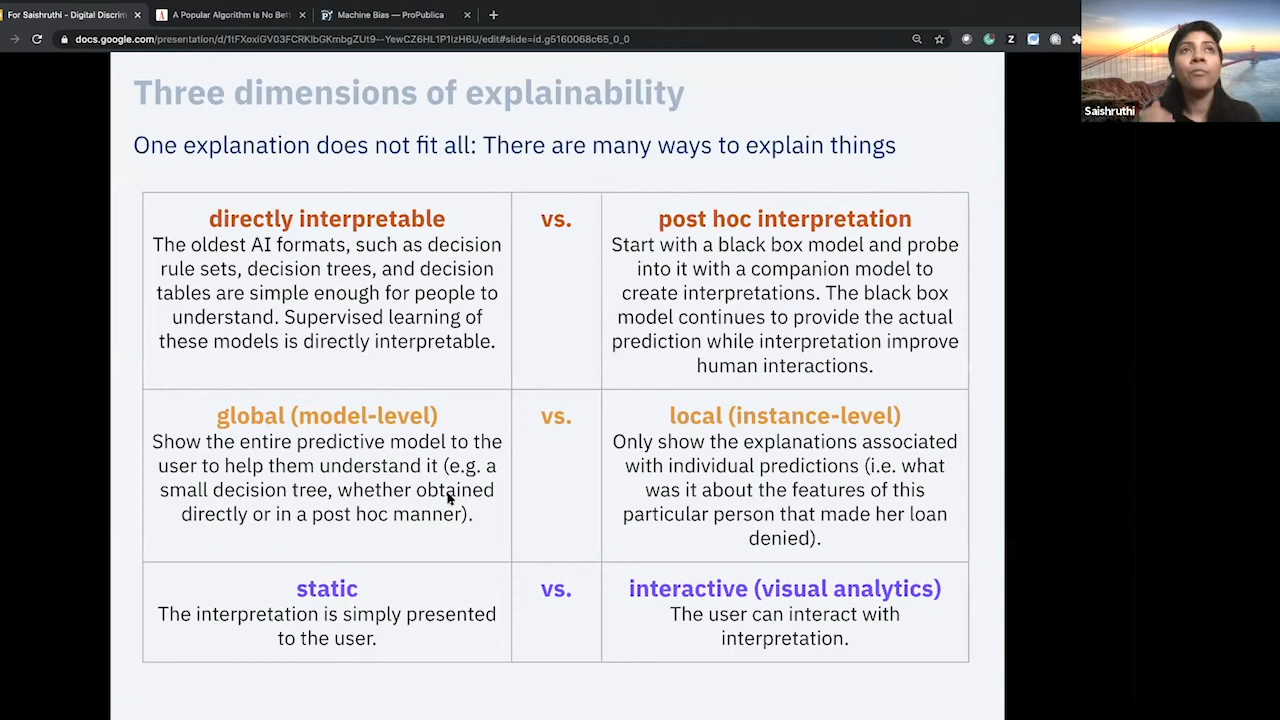 For Saishruthi - Digital Discrim
A Popular Algorithm Is No Bet
Machine Bias — ProPublica
docs.google.com/presentation/d/1tFXoxiGV03FCRKlbGKmbgZUt9--YewCZ6HL1P1IzH6U/edit#slide=id.g5160068c65_0_0
Saishruthi
Three dimensions of explainability
One explanation does not fit all: There are many ways to explain things
directly interpretable
The oldest AI formats, such as decision
rule sets, decision trees, and decision
tables are simple enough for people to
understand. Supervised learning of
these models is directly interpretable.
vs.
post hoc interpretation
Start with a black box model and probe
into it with a companion model to
create interpretations. The black box
model continues to provide the actual
prediction while interpretation improve
human interactions.
global (model-level)
Show the entire predictive model to the
user to help them understand it (e.g. a
small decision tree, whether obtained
directly or in a post hoc manner).
vs.
local (instance-level)
Only show the explanations associated
with individual predictions (i.e. what
was it about the features of this
particular person that made her loan
denied).
static
The interpretation is simply presented
to the user.
vs.
interactive (visual analytics)
The user can interact with
interpretation.